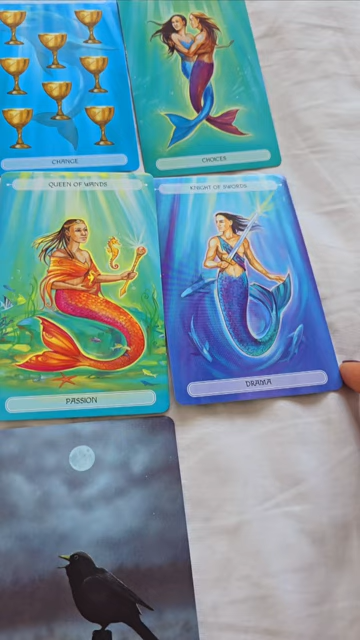 CHANGE
CHOICES
QUEEN OF WANDS
KNIGHT OF SWORDS
PASSION
DRAMA